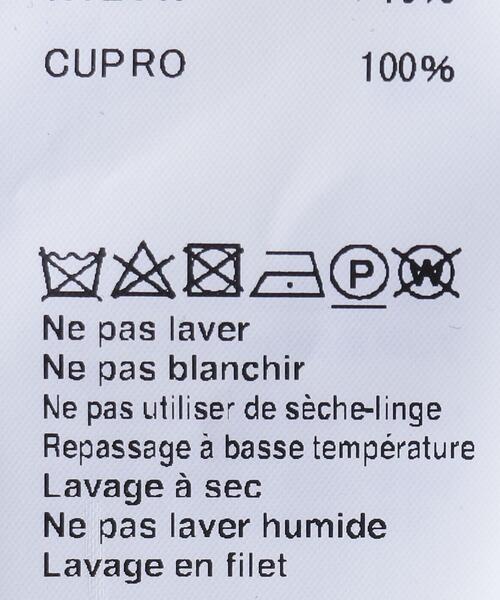 CUPRO 100%
P W
Ne pas laver
Ne pas blanchir
Ne pas utiliser de sèche-linge
Repassage à basse température
Lavage à sec
Ne pas laver humide
Lavage en filet